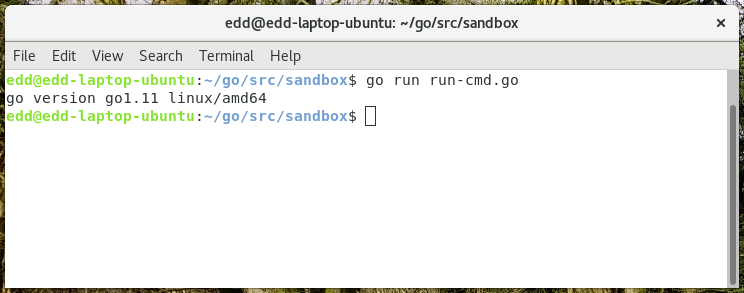 edd@edd-laptop-ubuntu: ~/go/src/sandbox ×
File Edit View Search Terminal Help
edd@edd-laptop-ubuntu:~/go/src/sandbox$ go run run-cmd.go
go version go1.11 linux/amd64
edd@edd-laptop-ubuntu:~/go/src/sandbox$